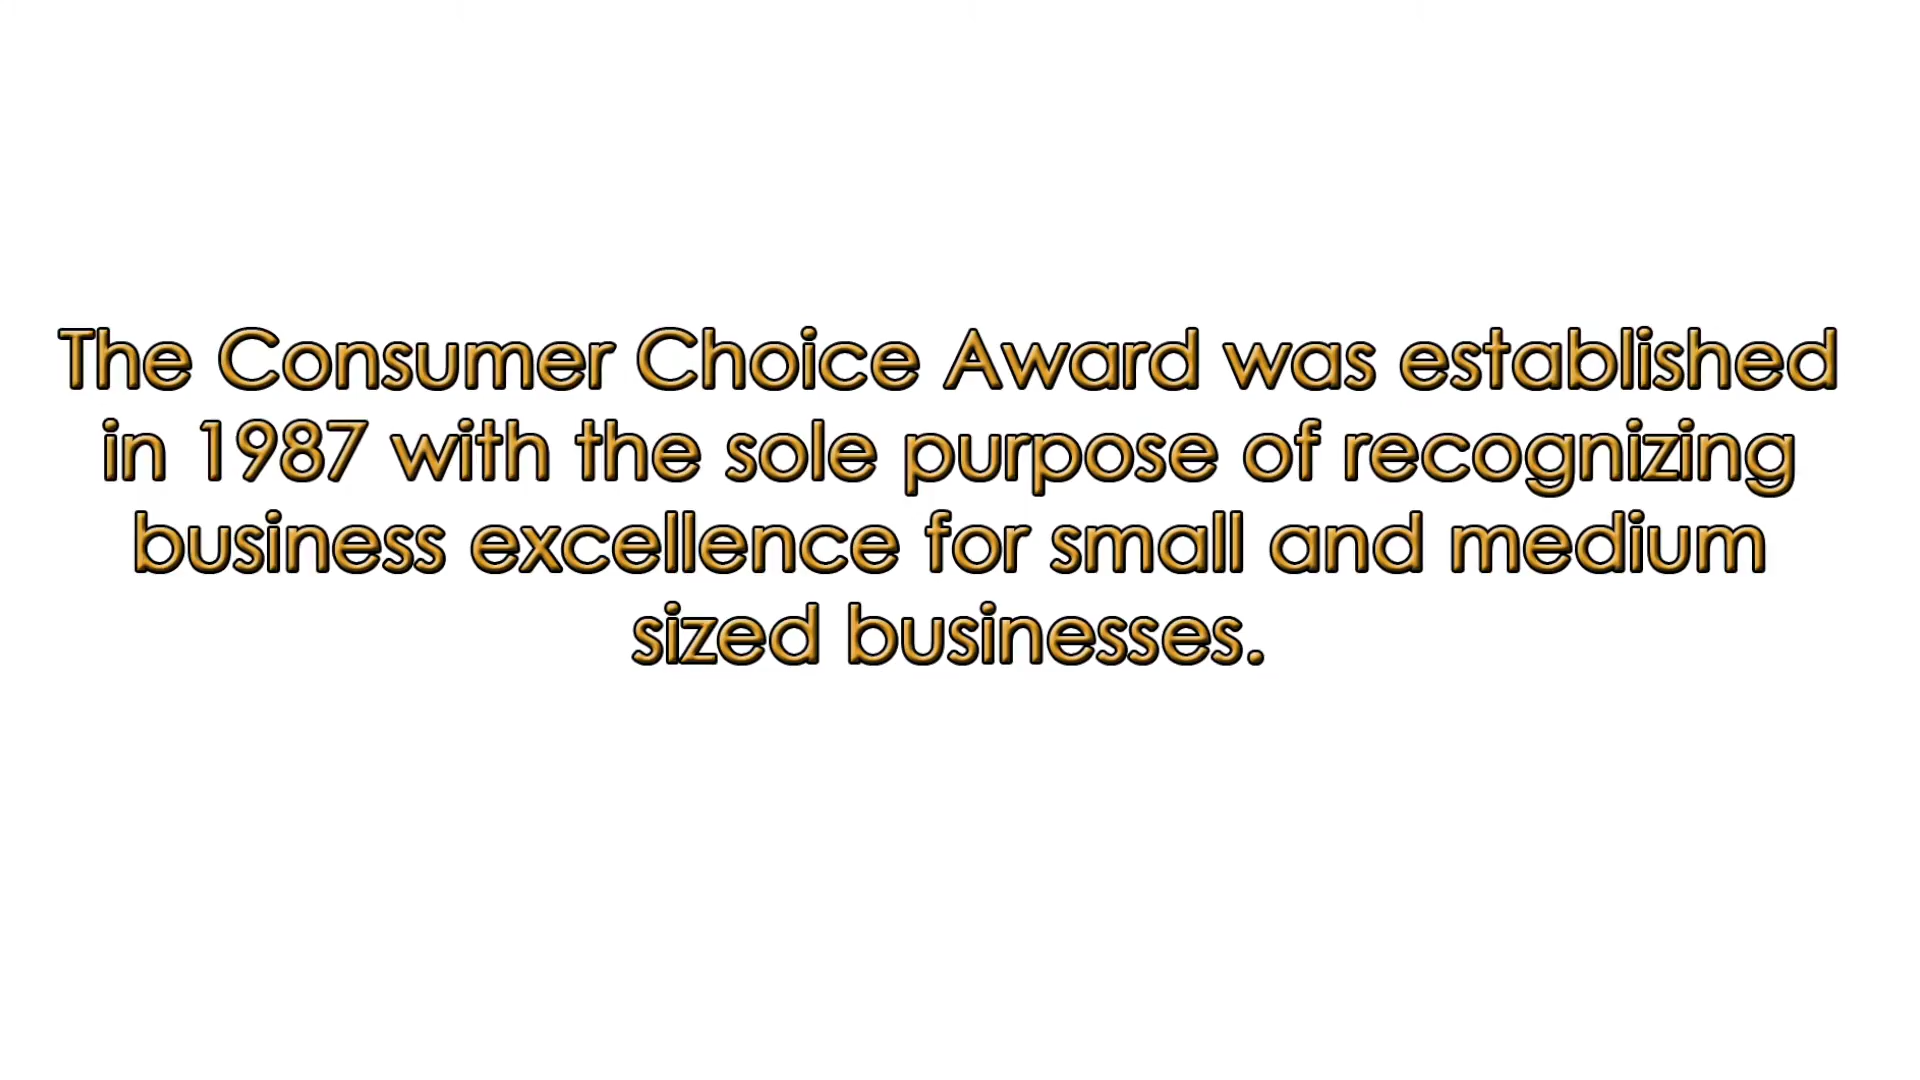 The Consumer Choice Award was established
in 1987 with the sole purpose of recognizing
business excellence for small and medium
sized businesses.